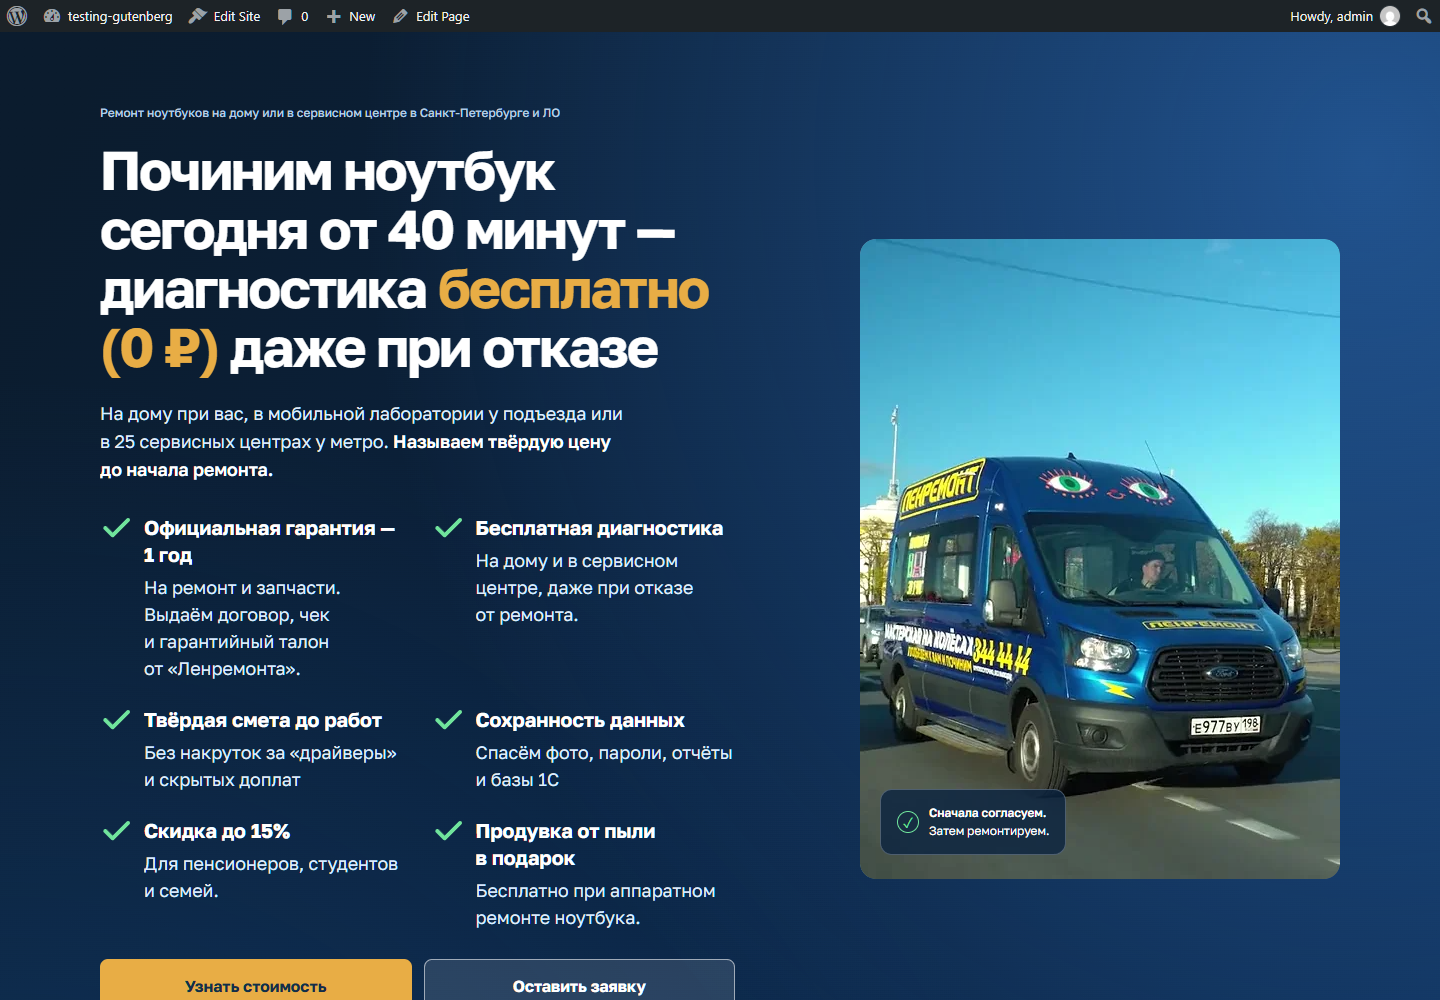 testing-gutenberg Edit Site 0 New Edit Page Howdy, admin
Ремонт ноутбуков на дому или в сервисном центре в Санкт-Петербурге и ЛО
Починим ноутбук
сегодня от 40 минут —
диагностика бесплатно
(0 ₽) даже при отказе
На дому при вас, в мобильной лаборатории у подъезда или
в 25 сервисных центрах у метро. Называем твёрдую цену
до начала ремонта.
Официальная гарантия —
1 год
На ремонт и запчасти.
Выдаём договор, чек
и гарантийный талон
от «Ленремонта».
Бесплатная диагностика
На дому и в сервисном
центре, даже при отказе
от ремонта.
Твёрдая смета до работ
Без накруток за «драйверы»
и скрытых доплат
Сохранность данных
Спасём фото, пароли, отчёты
и базы 1С
Скидка до 15%
Для пенсионеров, студентов
и семей.
Продувка от пыли
в подарок
Бесплатно при аппаратном
ремонте ноутбука.
Узнать стоимость
Оставить заявку
ЛЕНРЕМОНТ
ЛЕНРЕМОНТ
МАСТЕРСКАЯ НА КОЛЁСАХ 344 44 44
Ford
Е977ВУ 198
Сначала согласуем.
Затем ремонтируем.